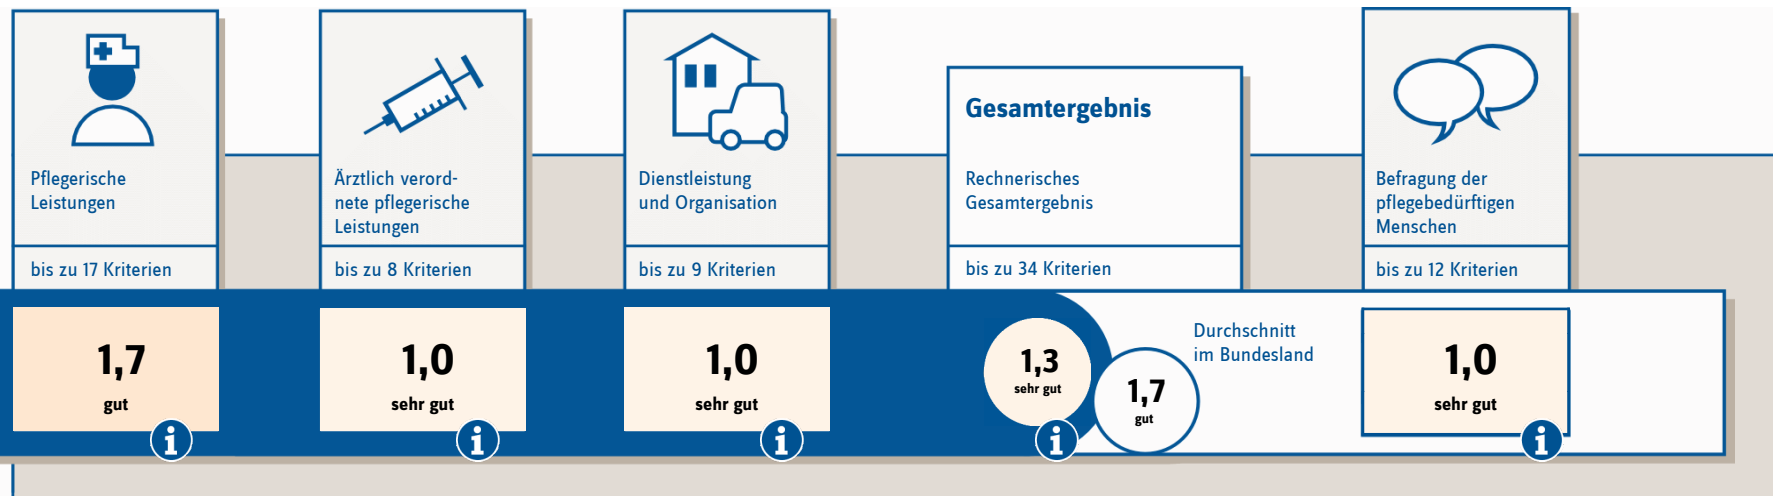 Pflegerische
Leistungen
bis zu 17 Kriterien
1,7
gut
i
Ärztlich verord-
nete pflegerische
Leistungen
bis zu 8 Kriterien
1,0
sehr gut
i
Dienstleistung
und Organisation
bis zu 9 Kriterien
1,0
sehr gut
i
Gesamtergebnis
Rechnerisches
Gesamtergebnis
bis zu 34 Kriterien
1,3
sehr gut
i
1,7
gut
Durchschnitt
im Bundesland
Befragung der
pflegebedürftigen
Menschen
bis zu 12 Kriterien
1,0
sehr gut
i